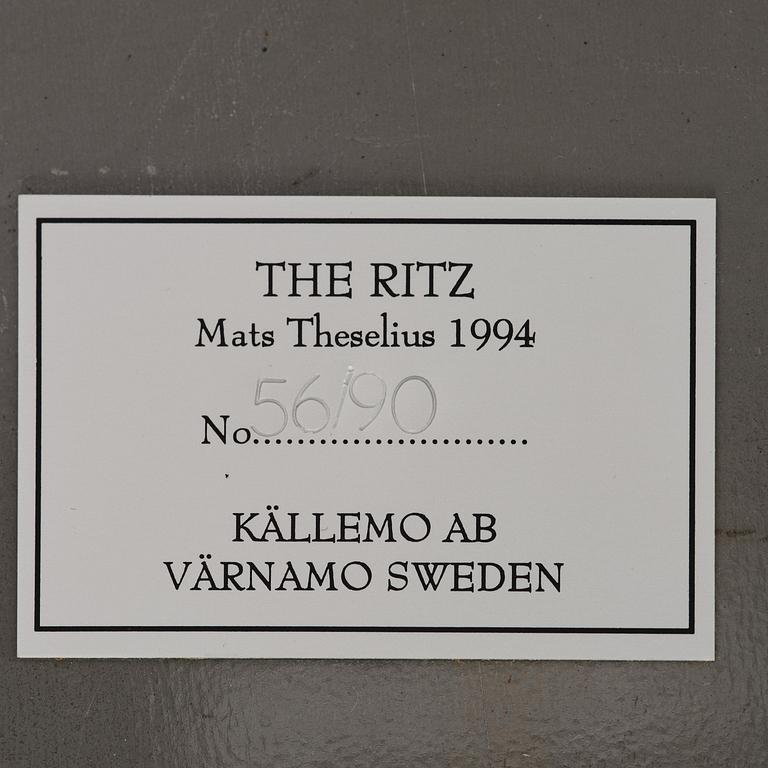 THE RITZ
Mats Theselius 1994
No.56/90........................
KÄLLEMO AB
VÄRNAMO SWEDEN